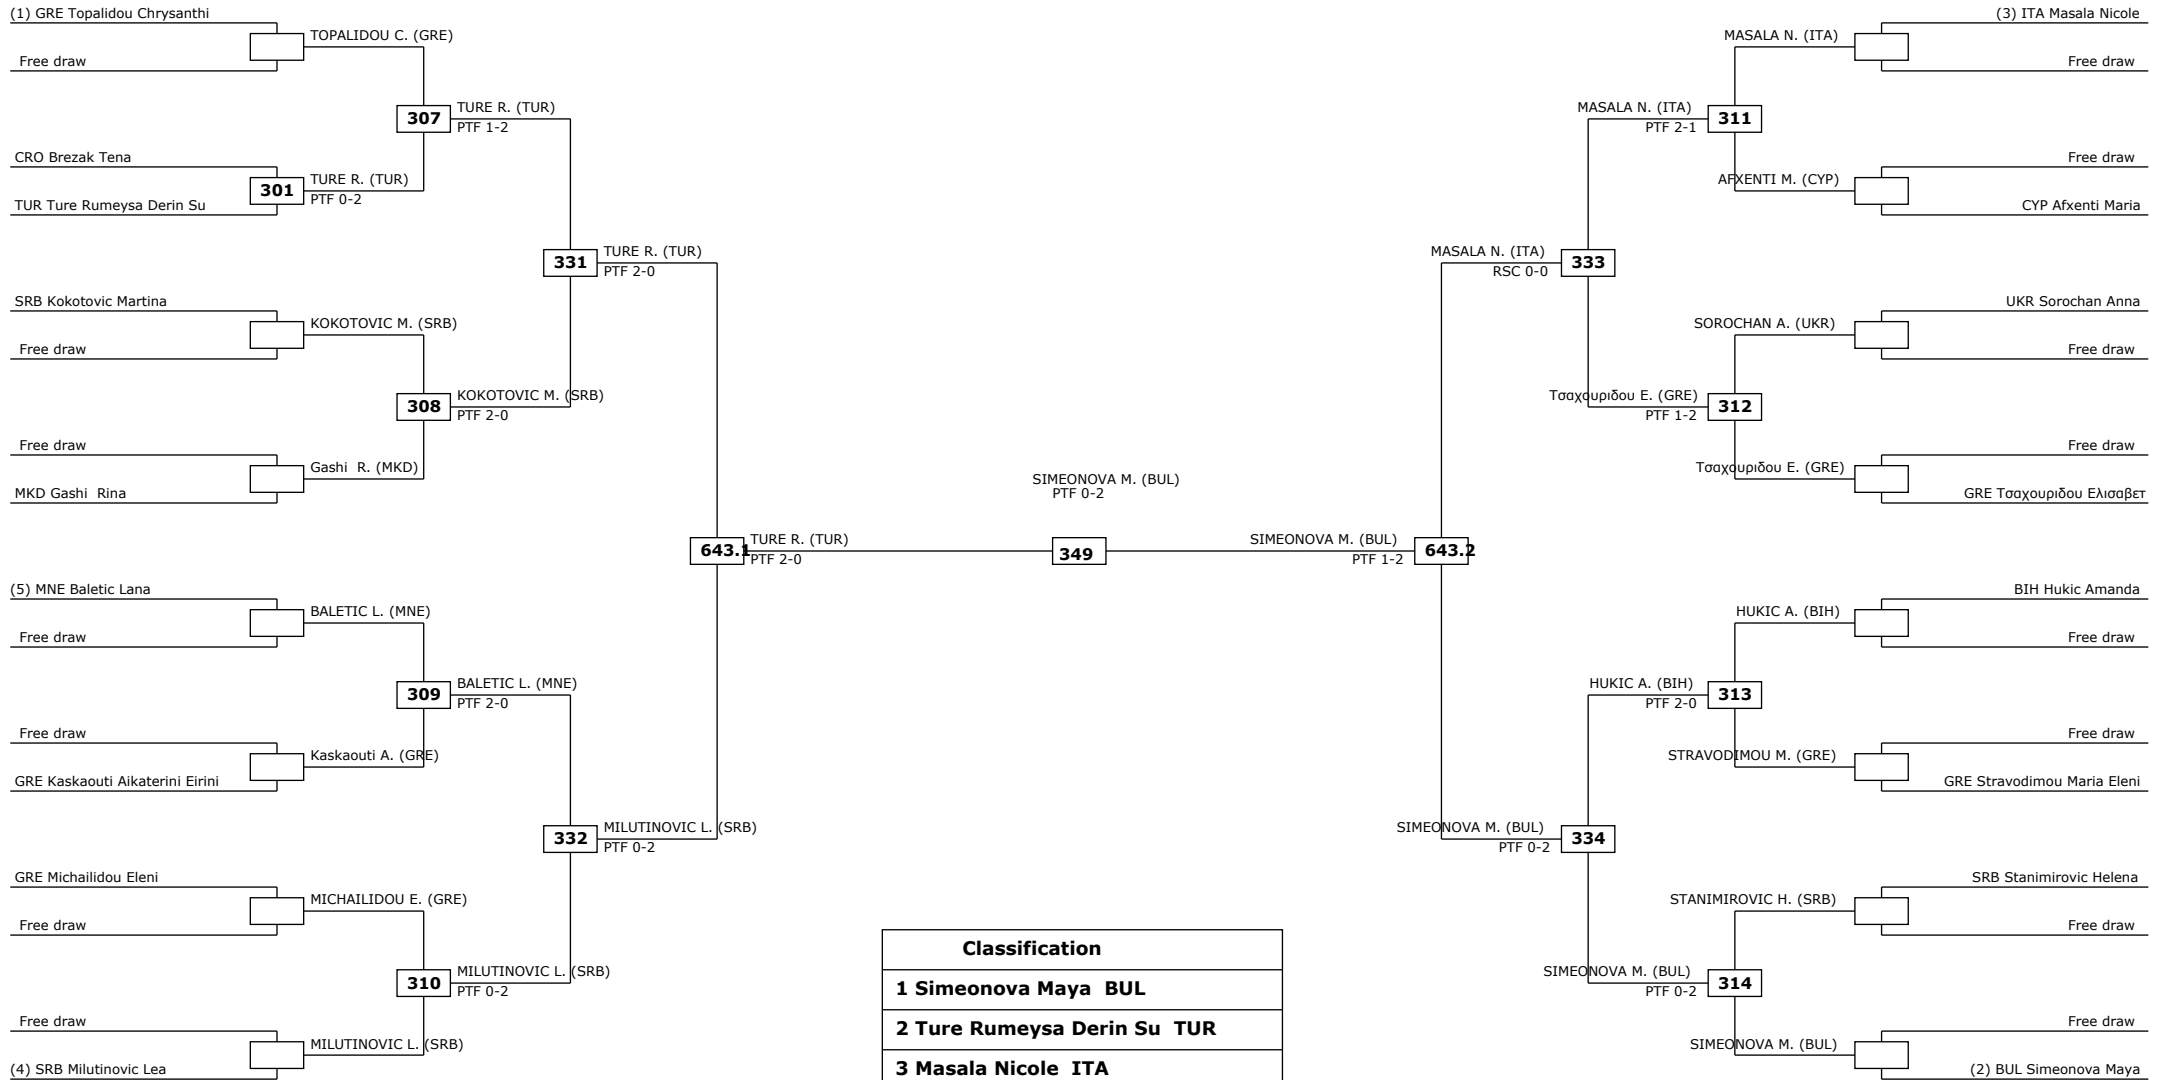 (1) GRE Topalidou Chrysanthi
TOPALIDOU C. (GRE)
Free draw
307
TURE R. (TUR)
PTF 1-2
CRO Brezak Tena
301
TURE R. (TUR)
PTF 0-2
TUR Ture Rumeysa Derin Su
331
TURE R. (TUR)
PTF 2-0
SRB Kokotovic Martina
KOKOTOVIC M. (SRB)
Free draw
308
KOKOTOVIC M. (SRB)
PTF 2-0
Free draw
Gashi  R. (MKD)
MKD Gashi  Rina
643.1
TURE R. (TUR)
PTF 2-0
(5) MNE Baletic Lana
BALETIC L. (MNE)
Free draw
309
BALETIC L. (MNE)
PTF 2-0
Free draw
Kaskaouti A. (GRE)
GRE Kaskaouti Aikaterini Eirini
332
MILUTINOVIC L. (SRB)
PTF 0-2
GRE Michailidou Eleni
MICHAILIDOU E. (GRE)
Free draw
310
MILUTINOVIC L. (SRB)
PTF 0-2
Free draw
MILUTINOVIC L. (SRB)
(4) SRB Milutinovic Lea
SIMEONOVA M. (BUL)
PTF 0-2
349
Classification
1 Simeonova Maya  BUL
2 Ture Rumeysa Derin Su  TUR
3 Masala Nicole  ITA
(3) ITA Masala Nicole
MASALA N. (ITA)
Free draw
MASALA N. (ITA)
PTF 2-1
311
Free draw
AFXENTI M. (CYP)
CYP Afxenti Maria
MASALA N. (ITA)
RSC 0-0
333
UKR Sorochan Anna
SOROCHAN A. (UKR)
Free draw
Τσαχουριδου Ε. (GRE)
PTF 1-2
312
Free draw
Τσαχουριδου Ε. (GRE)
GRE Τσαχουριδου Ελισαβετ
SIMEONOVA M. (BUL)
PTF 1-2
643.2
BIH Hukic Amanda
HUKIC A. (BIH)
Free draw
HUKIC A. (BIH)
PTF 2-0
313
Free draw
STRAVODIMOU M. (GRE)
GRE Stravodimou Maria Eleni
SIMEONOVA M. (BUL)
PTF 0-2
334
SRB Stanimirovic Helena
STANIMIROVIC H. (SRB)
Free draw
SIMEONOVA M. (BUL)
PTF 0-2
314
Free draw
SIMEONOVA M. (BUL)
(2) BUL Simeonova Maya